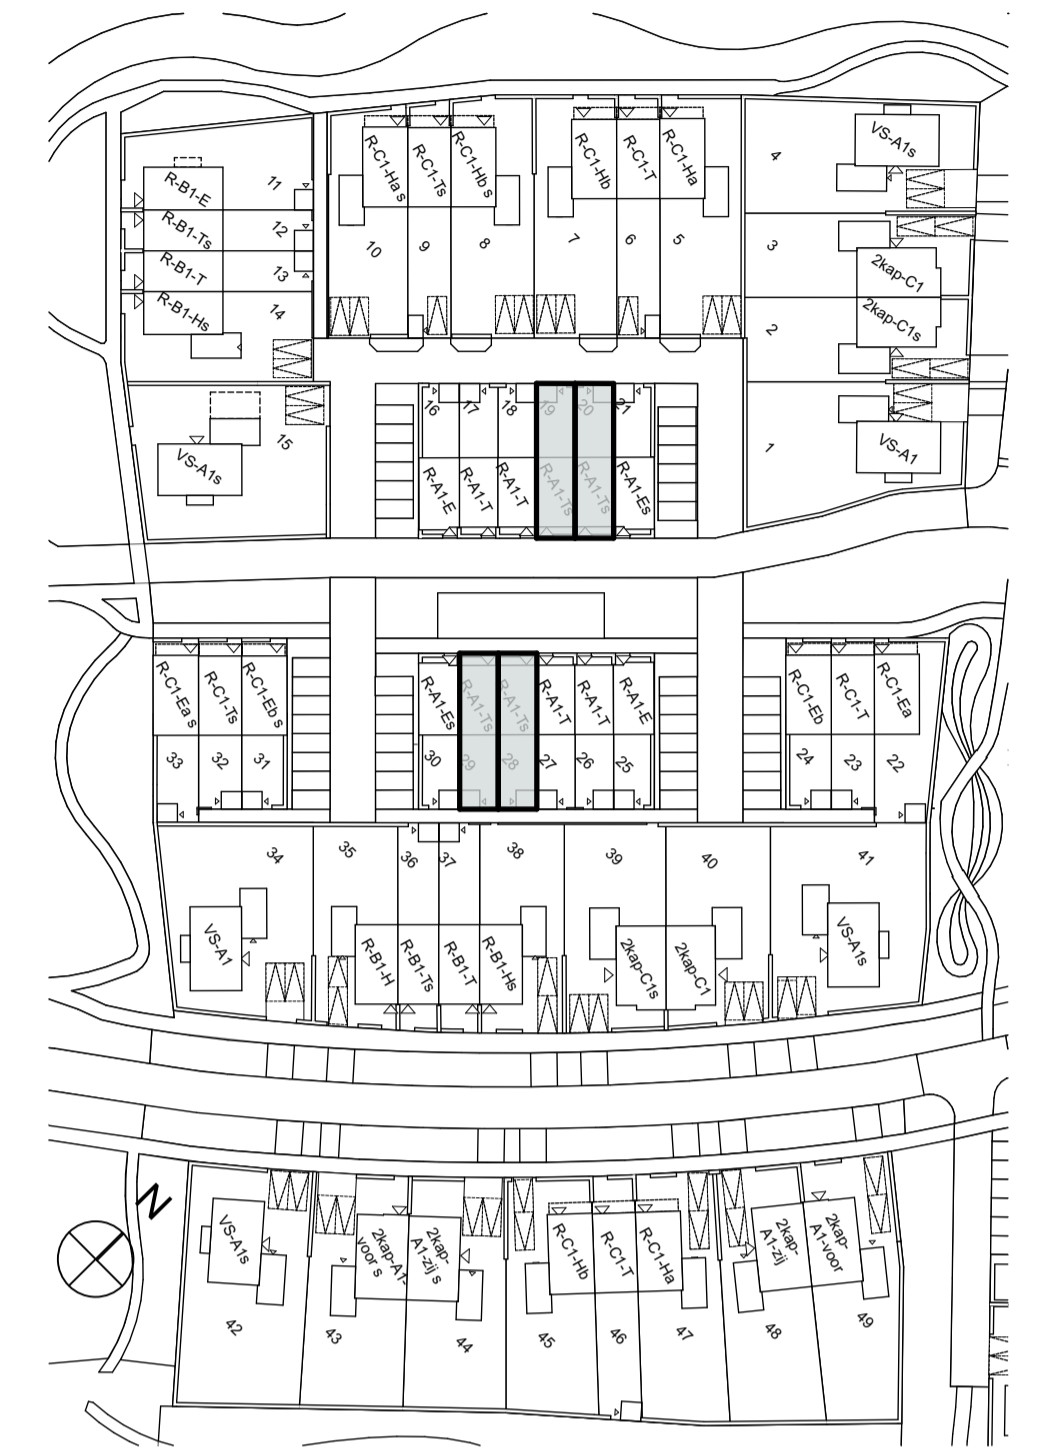 VS-A1s
4
R-C1-Ha s
R-C1-Ts
R-C1-Hb s
R-C1-Hb
R-C1-T
R-C1-Ha
10
9
8
7
6
5
R-B1-E
11
R-B1-Ts
12
R-B1-T
13
R-B1-Hs
14
3
2kap-C1
2
2kap-C1s
15
VS-A1s
16
17
18
19
20
21
R-A1-E
R-A1-T
R-A1-T
R-A1-Ts
R-A1-Ts
R-A1-Es
1
VS-A1
R-C1-Ea s
R-C1-Ts
R-C1-Eb s
33
32
31
R-A1-Es
R-A1-Ts
R-A1-Ts
R-A1-T
R-A1-T
R-A1-E
30
29
28
27
26
25
R-C1-Eb
R-C1-T
R-C1-Ea
24
23
22
34
35
36
37
38
39
40
41
VS-A1
R-B1-H
R-B1-Ts
R-B1-T
R-B1-Hs
2kap-C1s
2kap-C1
VS-A1s
N
VS-A1s
2kap-A1-
voor s
2kap-
A1-zij s
R-C1-Hb
R-C1-T
R-C1-Ha
2kap-
A1-zij
2kap-
A1-voor
42
43
44
45
46
47
48
49